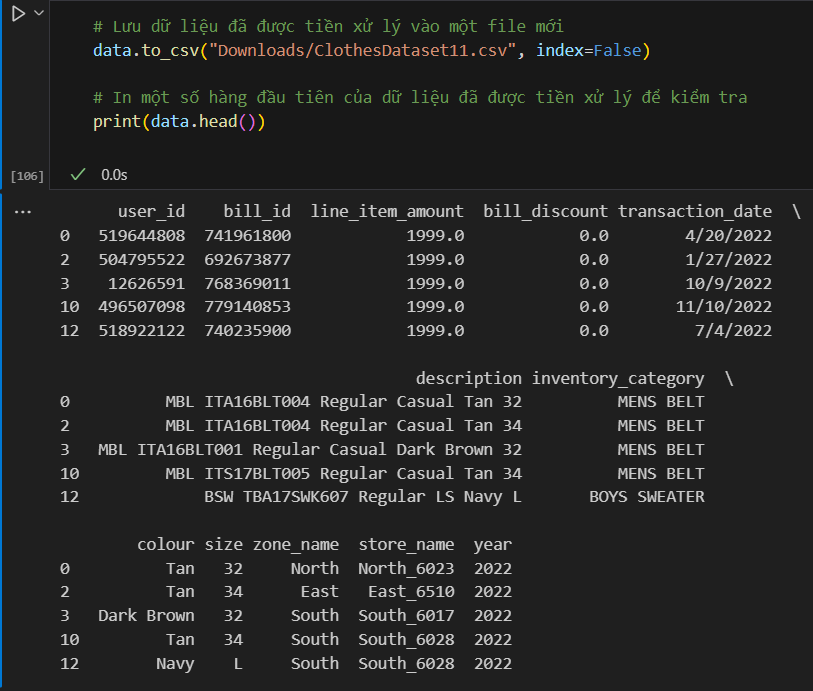 # Lưu dữ liệu đã được tiền xử lý vào một file mới
data.to_csv("Downloads/ClothesDataset11.csv", index=False)
# In một số hàng đầu tiên của dữ liệu đã được tiền xử lý để kiểm tra
print(data.head())
[106] ✓ 0.0s
... user_id bill_id line_item_amount bill_discount transaction_date \
0 519644808 741961800 1999.0 0.0 4/20/2022
2 504795522 692673877 1999.0 0.0 1/27/2022
3 12626591 768369011 1999.0 0.0 10/9/2022
10 496507098 779140853 1999.0 0.0 11/10/2022
12 518922122 740235900 1999.0 0.0 7/4/2022
description inventory_category \
0 MBL ITA16BLT004 Regular Casual Tan 32 MENS BELT
2 MBL ITA16BLT004 Regular Casual Tan 34 MENS BELT
3 MBL ITA16BLT001 Regular Casual Dark Brown 32 MENS BELT
10 MBL ITS17BLT005 Regular Casual Tan 34 MENS BELT
12 BSW TBA17SWK607 Regular LS Navy L BOYS SWEATER
colour size zone_name store_name year
0 Tan 32 North North_6023 2022
2 Tan 34 East East_6510 2022
3 Dark Brown 32 South South_6017 2022
10 Tan 34 South South_6028 2022
12 Navy L South South_6028 2022